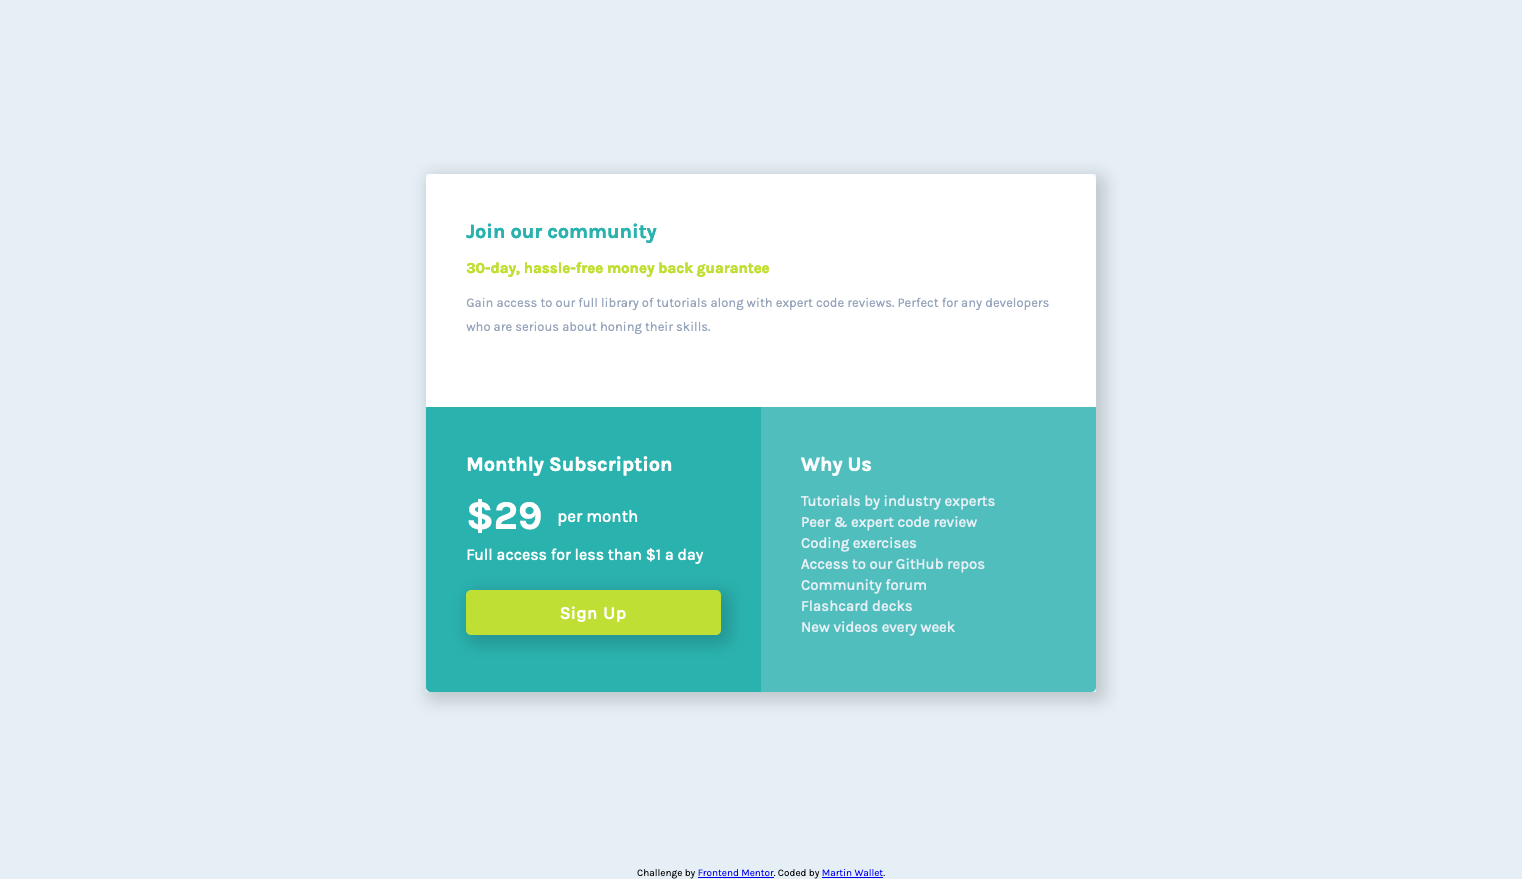 Join our community
30-day, hassle-free money back guarantee
Gain access to our full library of tutorials along with expert code reviews. Perfect for any developers
who are serious about honing their skills.
Monthly Subscription
$29 per month
Full access for less than $1 a day
Sign Up
Why Us
Tutorials by industry experts
Peer & expert code review
Coding exercises
Access to our GitHub repos
Community forum
Flashcard decks
New videos every week
Challenge by Frontend Mentor. Coded by Martin Wallet.